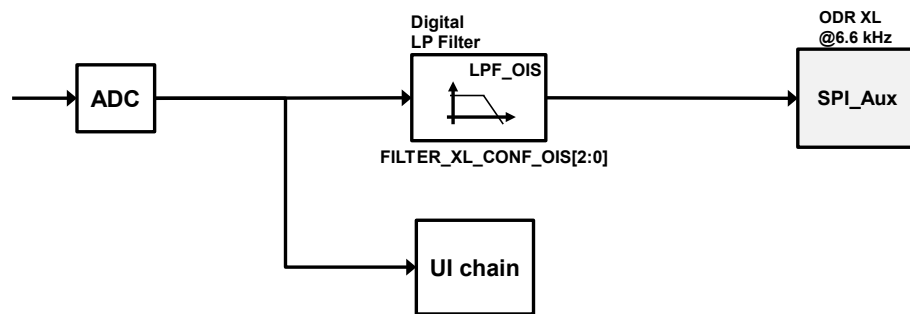 Digital
LP Filter
ODR XL
@6.6 kHz
ADC
LPF_OIS
SPI_Aux
FILTER_XL_CONF_OIS[2:0]
UI chain